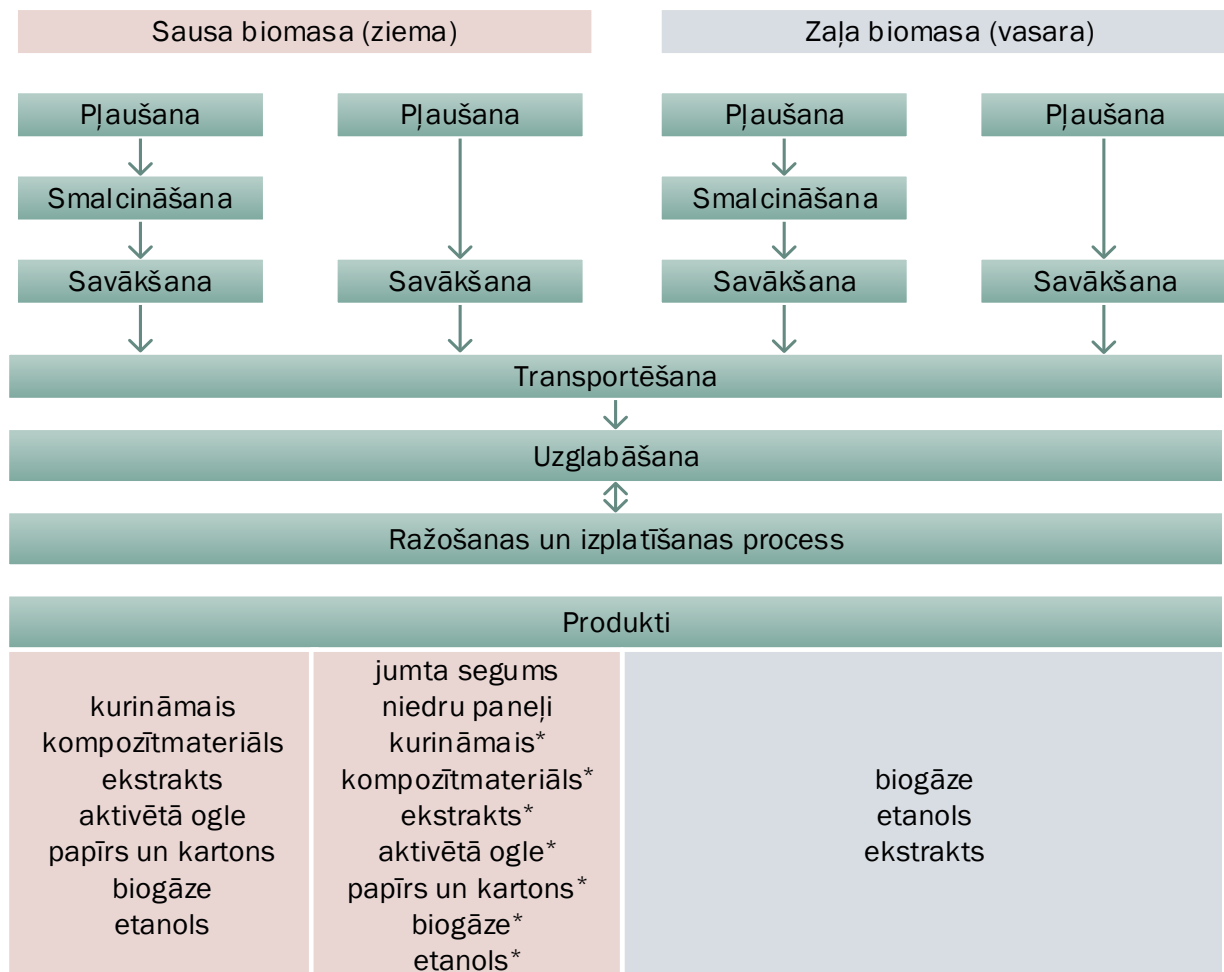 Sausa biomasa (ziema)
Zaļa biomasa (vasara)
Pļaušana
Pļaušana
Pļaušana
Pļaušana
Smalcināšana
Smalcināšana
Savākšana
Savākšana
Savākšana
Savākšana
Transportēšana
Uzglabāšana
Ražošanas un izplatīšanas process
Produkti
kurināmais
kompozītmateriāls
ekstrakts
aktivētā ogle
papīrs un kartons
biogāze
etanols
jumta segums
niedru paneļi
kurināmais*
kompozītmateriāls*
ekstrakts*
aktivētā ogle*
papīrs un kartons*
biogāze*
etanols*
biogāze
etanols
ekstrakts